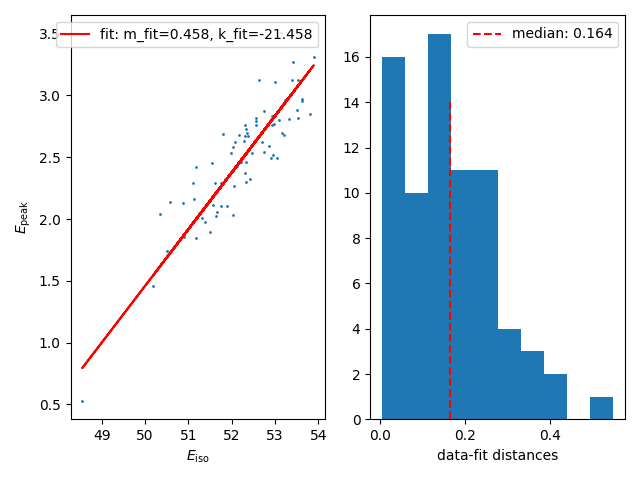 fit: m_fit=0.458, k_fit=-21.458
3.5
3.0
2.5
2.0
1.5
1.0
0.5
E_peak
49 50 51 52 53 54
E_iso
median: 0.164
16
14
12
10
8
6
4
2
0
0.0 0.2 0.4
data-fit distances